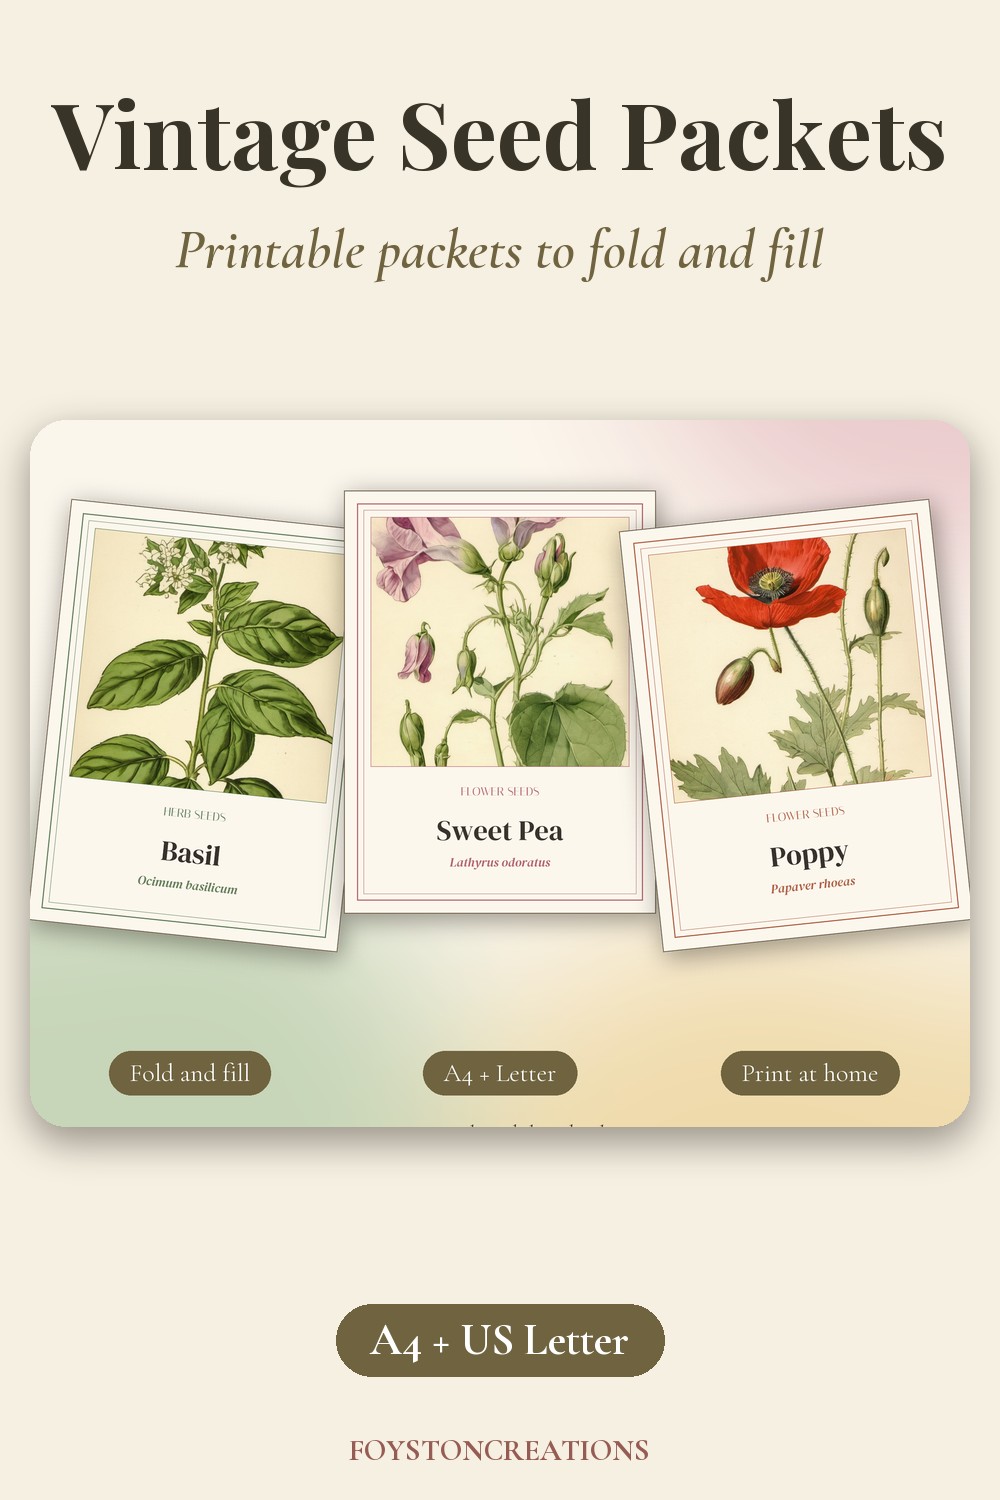 Vintage Seed Packets
Printable packets to fold and fill
HERB SEEDS
Basil
Ocimum basilicum
FLOWER SEEDS
Sweet Pea
Lathyrus odoratus
FLOWER SEEDS
Poppy
Papaver rhoeas
Fold and fill
A4 + Letter
Print at home
A4 + US Letter
FOYSTONCREATIONS